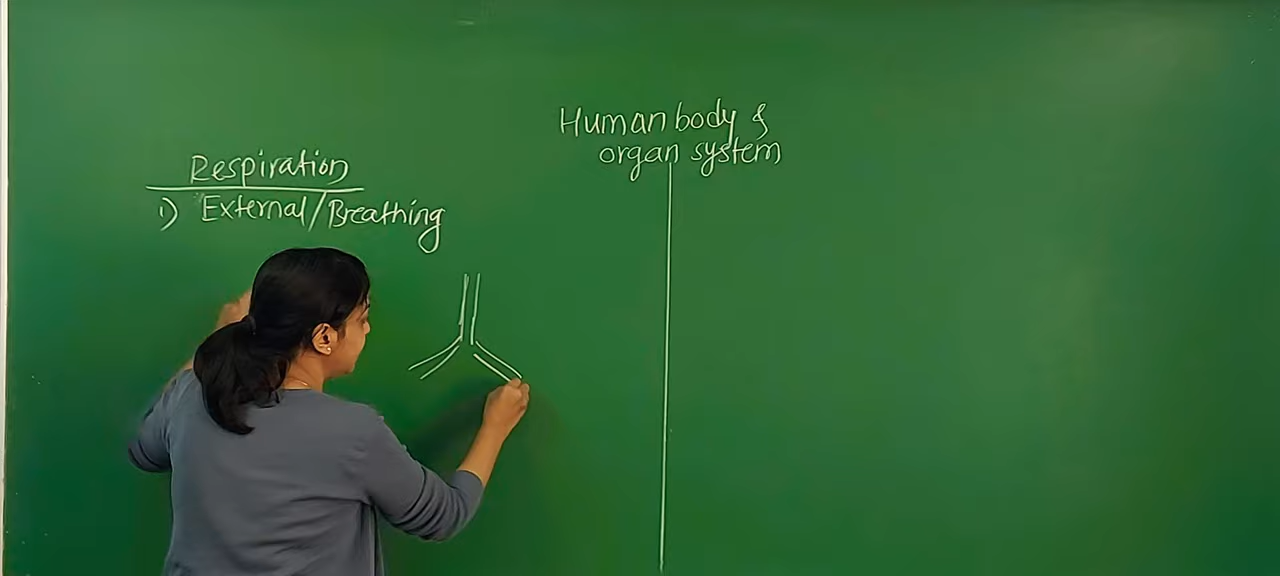 Human body &
organ system
Respiration
1) External/Breathing